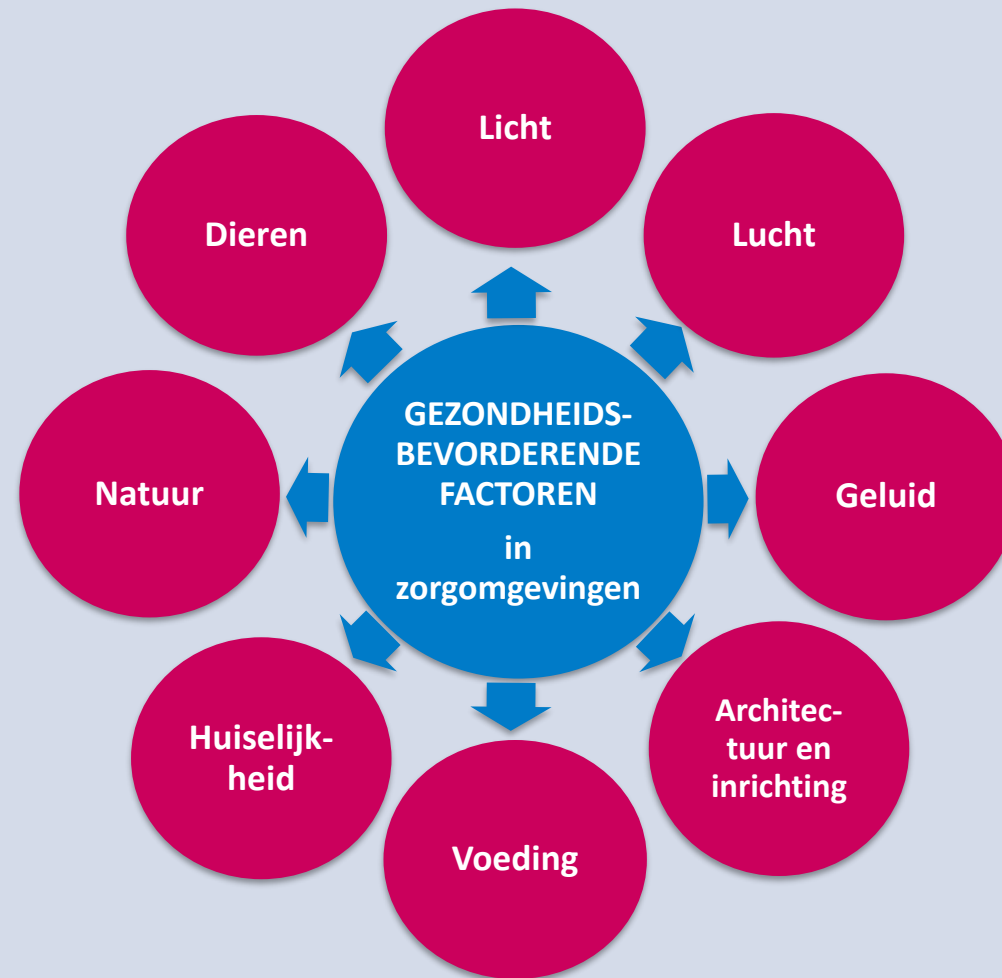 Licht
Dieren
Lucht
GEZONDHEIDS-
BEVORDERENDE
FACTOREN
in
zorgomgevingen
Natuur
Geluid
Huiselijk-
heid
Architec-
tuur en
inrichting
Voeding